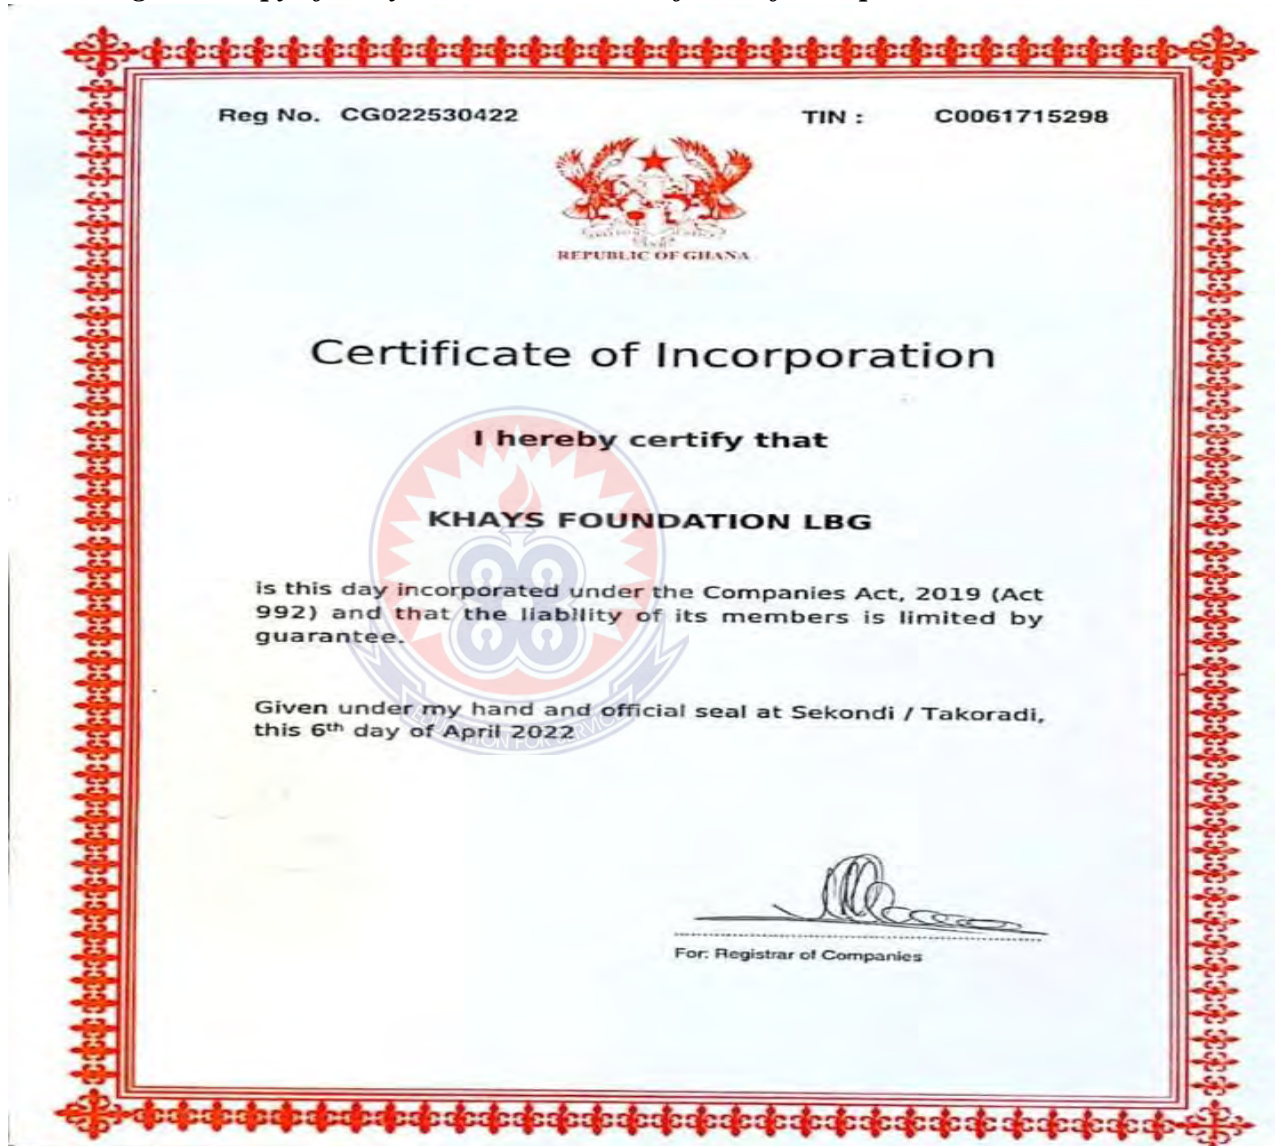 Reg No. CG022530422 TIN : C0061715298
REPUBLIC OF GHANA
Certificate of Incorporation
I hereby certify that
KHAYS FOUNDATION LBG
is this day incorporated under the Companies Act, 2019 (Act
992) and that the liability of its members is limited by
guarantee.
Given under my hand and official seal at Sekondi / Takoradi,
this 6th day of April 2022
EDUCATION FOR SERVICE
For: Registrar of Companies